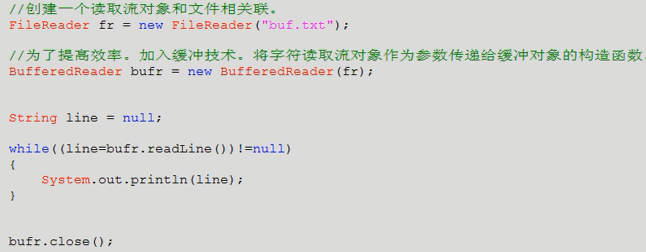 //创建一个读取流对象和文件相关联。
FileReader fr = new FileReader("buf.txt");
//为了提高效率。加入缓冲技术。将字符读取流对象作为参数传递给缓冲对象的构造函数
BufferedReader bufr = new BufferedReader(fr);
String line = null;
while((line=bufr.readLine())!=null)
{
System.out.println(line);
}
bufr.close();